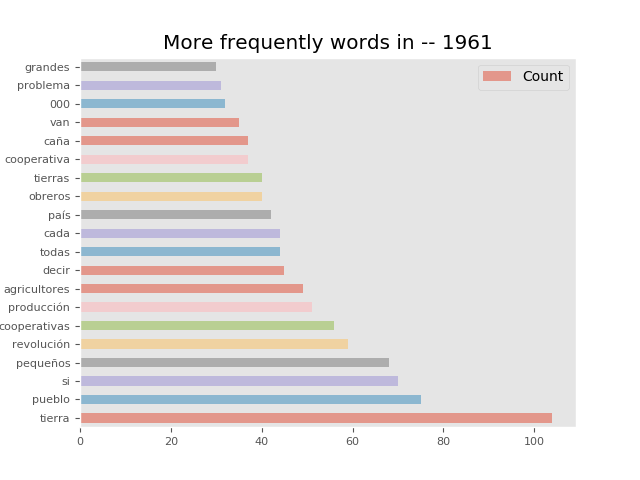 More frequently words in -- 1961
Count
grandes
problema
000
van
caña
cooperativa
tierras
obreros
país
cada
todas
decir
agricultores
producción
cooperativas
revolución
pequeños
si
pueblo
tierra
0 20 40 60 80 100